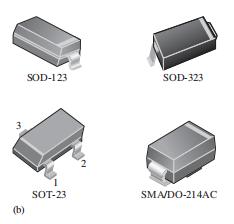 SOD-123
SOD-323
3
2
1
SOT-23
SMA/DO-214AC
(b)